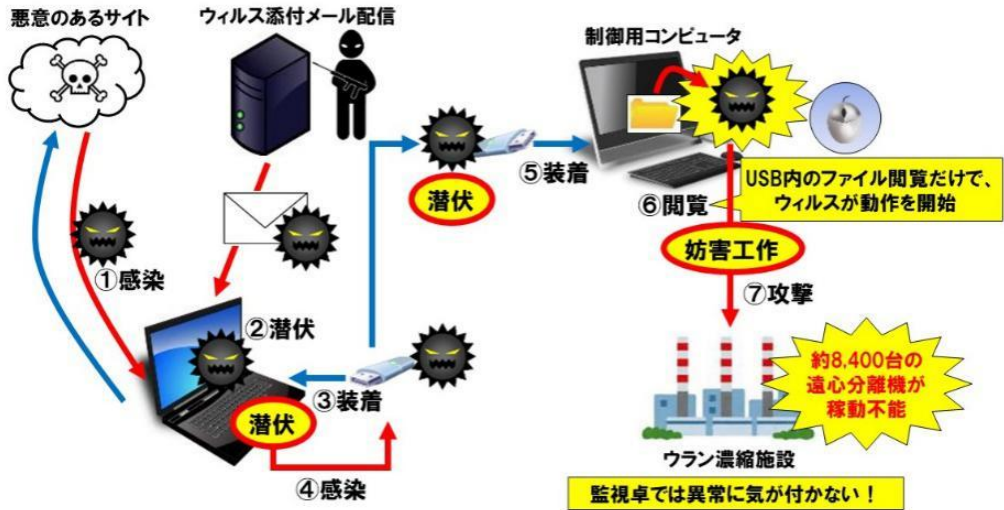 悪意のあるサイト
ウィルス添付メール配信
制御用コンピュータ
潜伏
⑤装着
⑥閲覧
USB内のファイル閲覧だけで、
ウィルスが動作を開始
妨害工作
①感染
⑦攻撃
②潜伏
③装着
潜伏
④感染
約8,400台の
遠心分離機が
稼動不能
ウラン濃縮施設
監視卓では異常に気が付かない！